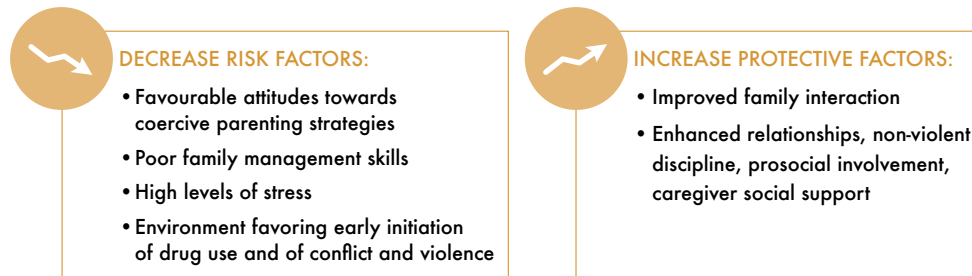 DECREASE RISK FACTORS:
• Favourable attitudes towards
coercive parenting strategies
• Poor family management skills
• High levels of stress
• Environment favoring early initiation
of drug use and of conflict and violence
INCREASE PROTECTIVE FACTORS:
• Improved family interaction
• Enhanced relationships, non-violent
discipline, prosocial involvement,
caregiver social support